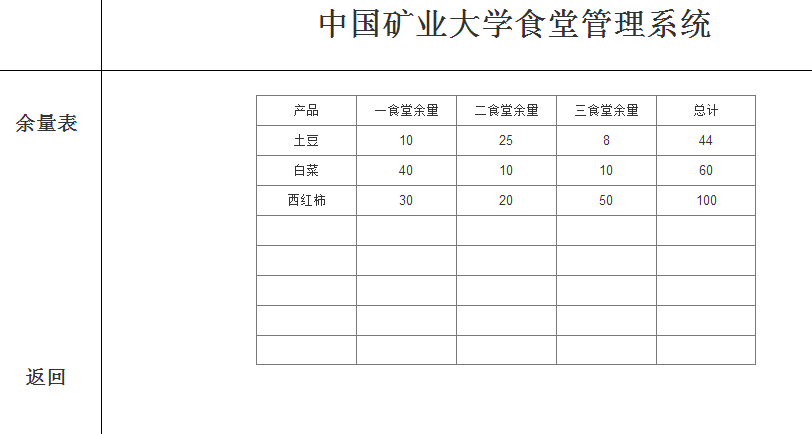 中国矿业大学食堂管理系统
余量表
产品 一食堂余量 二食堂余量 三食堂余量 总计
土豆 10 25 8 44
白菜 40 10 10 60
西红柿 30 20 50 100
返回